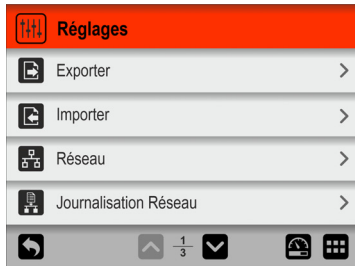 Réglages
Exporter
Importer
Réseau
Journalisation Réseau
1
3